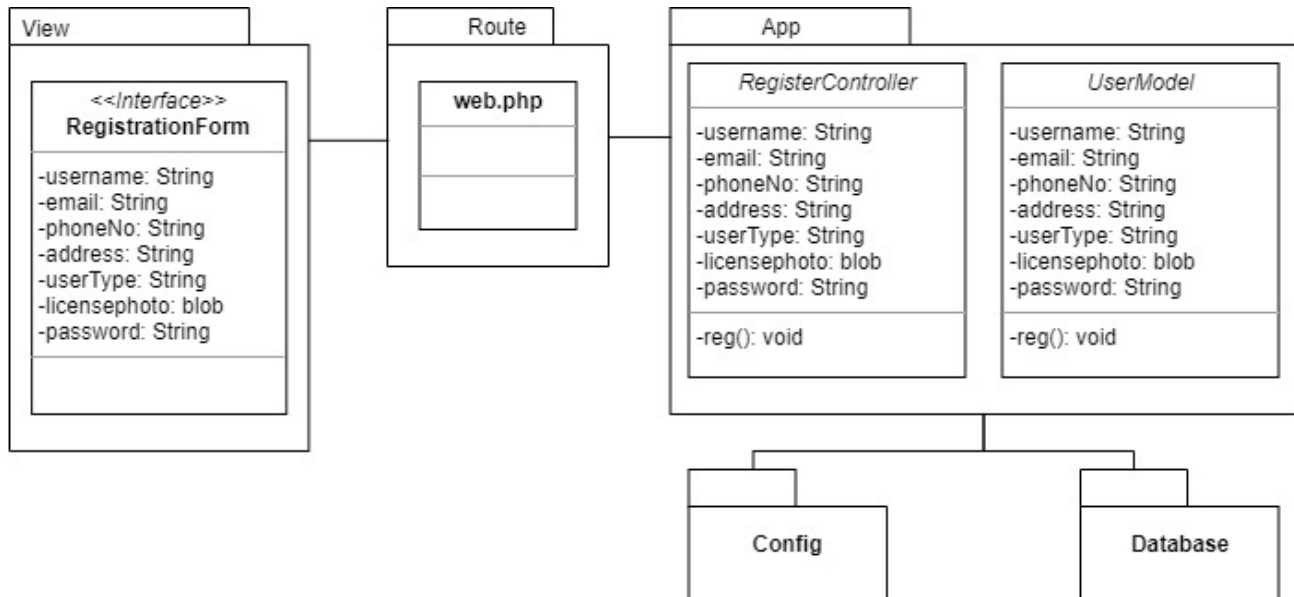 View
<<Interface>>
RegistrationForm
-username: String
-email: String
-phoneNo: String
-address: String
-userType: String
-licensephoto: blob
-password: String
Route
web.php
App
RegisterController
-username: String
-email: String
-phoneNo: String
-address: String
-userType: String
-licensephoto: blob
-password: String
-reg(): void
UserModel
-username: String
-email: String
-phoneNo: String
-address: String
-userType: String
-licensephoto: blob
-password: String
-reg(): void
Config
Database